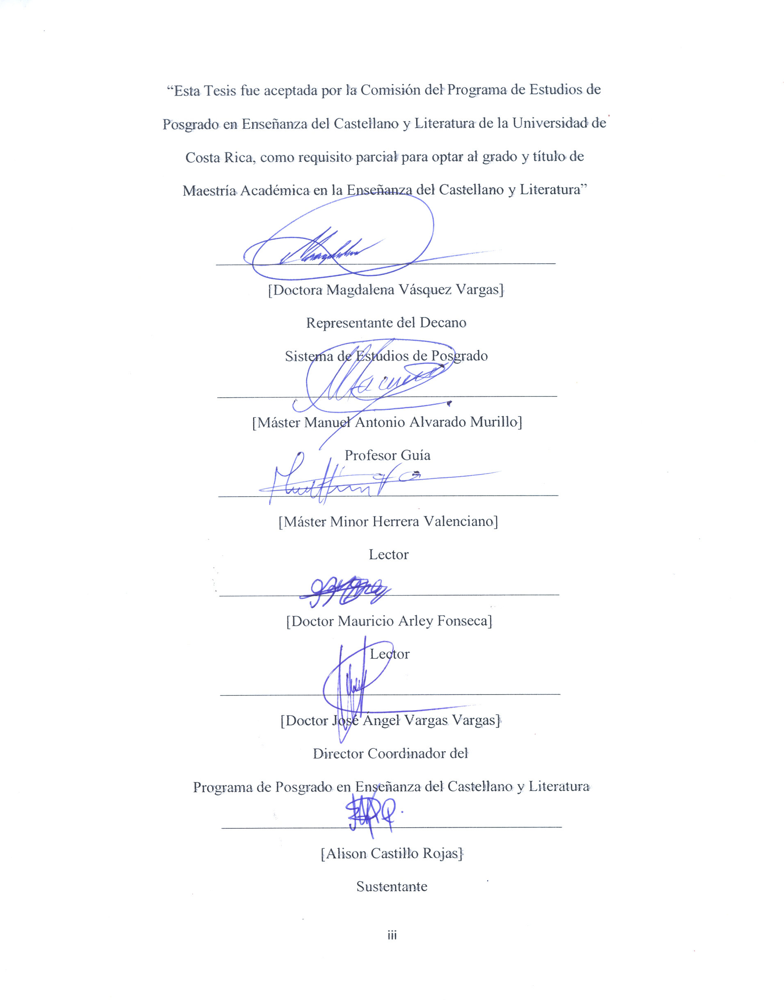 “Esta Tesis fue aceptada por la Comisión del Programa de Estudios de
Posgrado en Enseñanza del Castellano y Literatura de la Universidad de
Costa Rica, como requisito parcial para optar al grado y título de
Maestría Académica en la Enseñanza del Castellano y Literatura”
[Doctora Magdalena Vásquez Vargas]
Representante del Decano
Sistema de Estudios de Posgrado
[Máster Manuel Antonio Alvarado Murillo]
Profesor Guía
[Máster Minor Herrera Valenciano]
Lector
[Doctor Mauricio Arley Fonseca]
Lector
[Doctor José Ángel Vargas Vargas]
Director Coordinador del
Programa de Posgrado en Enseñanza del Castellano y Literatura
[Alison Castillo Rojas]
Sustentante
iii